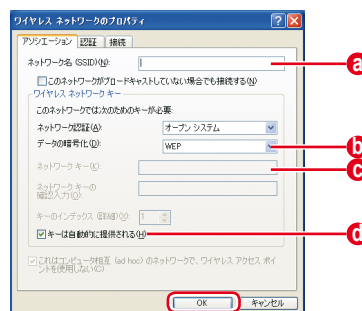 ワイヤレス ネットワークのプロパティ
アソシエーション 認証 接続
ネットワーク名 (SSID)(N):
a
このネットワークがブロードキャストしていない場合でも接続する(N)
ワイヤレス ネットワーク キー
このネットワークでは次のためのキーが必要:
ネットワーク認証(A): オープン システム
データの暗号化(D): WEP
b
ネットワーク キー(K):
c
ネットワーク キーの
確認入力(O):
キーのインデックス (詳細)(X): 1
キーは自動的に提供される(H)
d
これはコンピュータ相互 (ad hoc) のネットワークで、ワイヤレス アクセス ポイ
ントを使用しない(C)
OK キャンセル